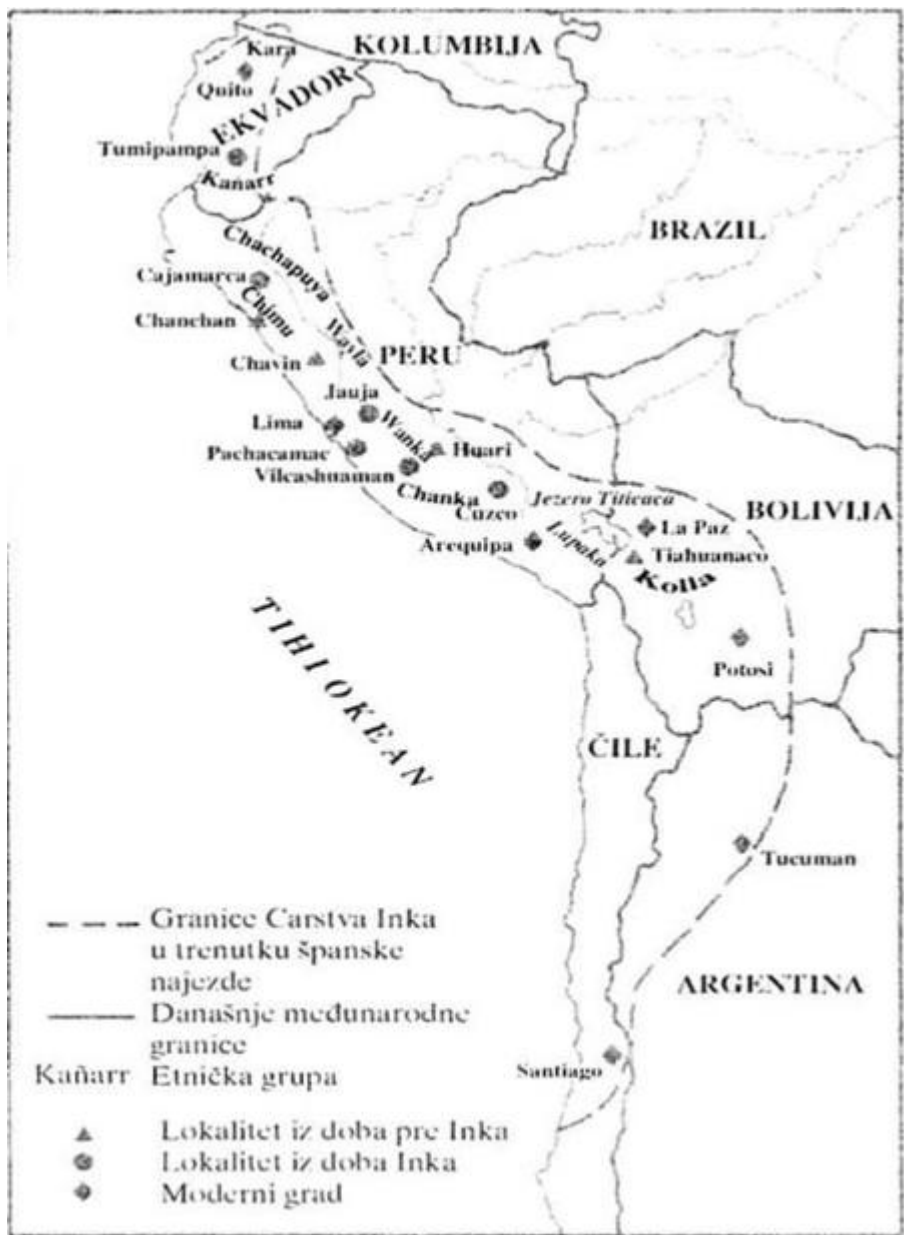 KOLUMBIJA
Kara
Quito
EKVADOR
Tumipampa
Kañarr
BRAZIL
Chachapuya
Cajamarca
Chimu
Chanchan
Wayla
PERU
Chavin
Jauja
Lima
Wanka
Huari
Pachacamac
Vilcashuaman
Chanka
Cuzco
Jezero Titicaca
BOLIVIJA
La Paz
Arequipa
Lupaka
Tiahuanaco
Kolla
TIHI OKEAN
Potosi
ČILE
Tucuman
ARGENTINA
Santiago
Granice Carstva Inka
u trenutku španske
najezde
Današnje međunarodne
granice
Kañarr Etnička grupa
Lokalitet iz doba pre Inka
Lokalitet iz doba Inka
Moderni grad